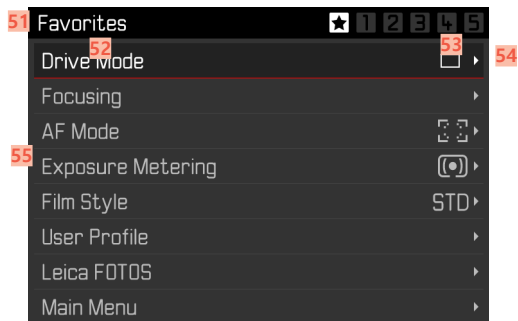 51 Favorites ★ 1 2 3 4 5
52 53
Drive Mode 54
Focusing
AF Mode
55
Exposure Metering
Film Style STD
User Profile
Leica FOTOS
Main Menu